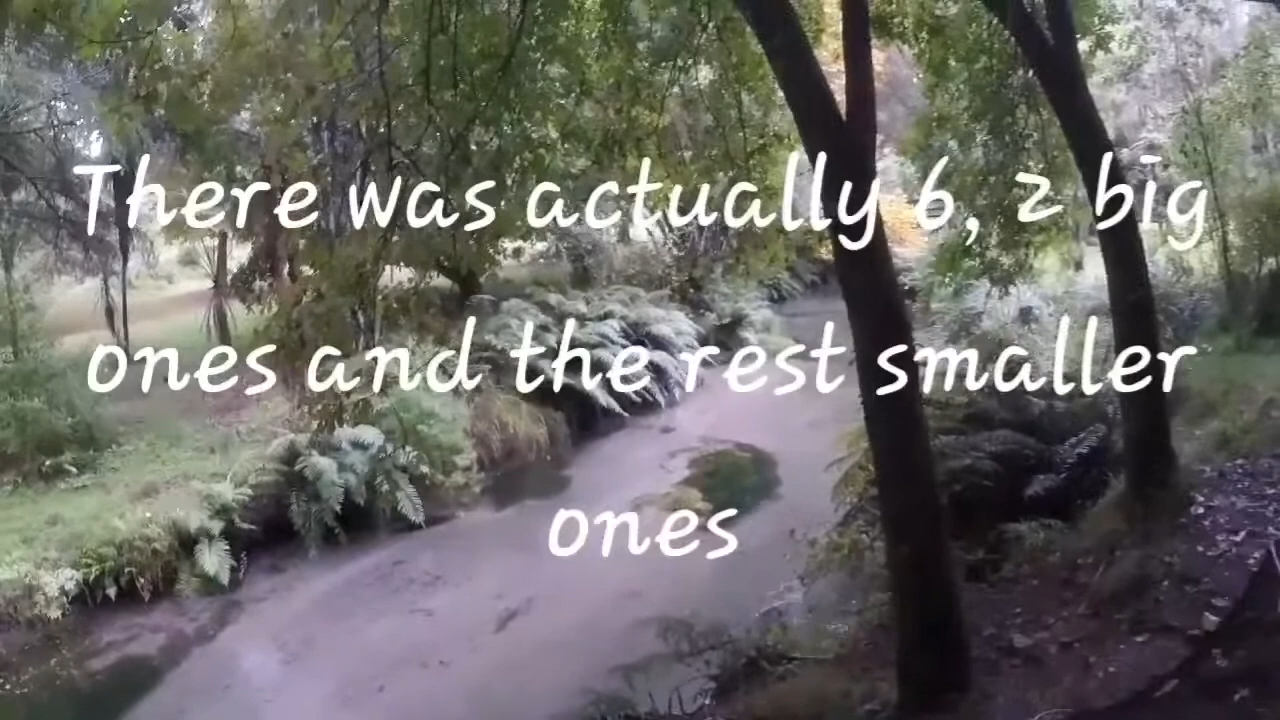 There was actually 6, 2 big
ones and the rest smaller
ones